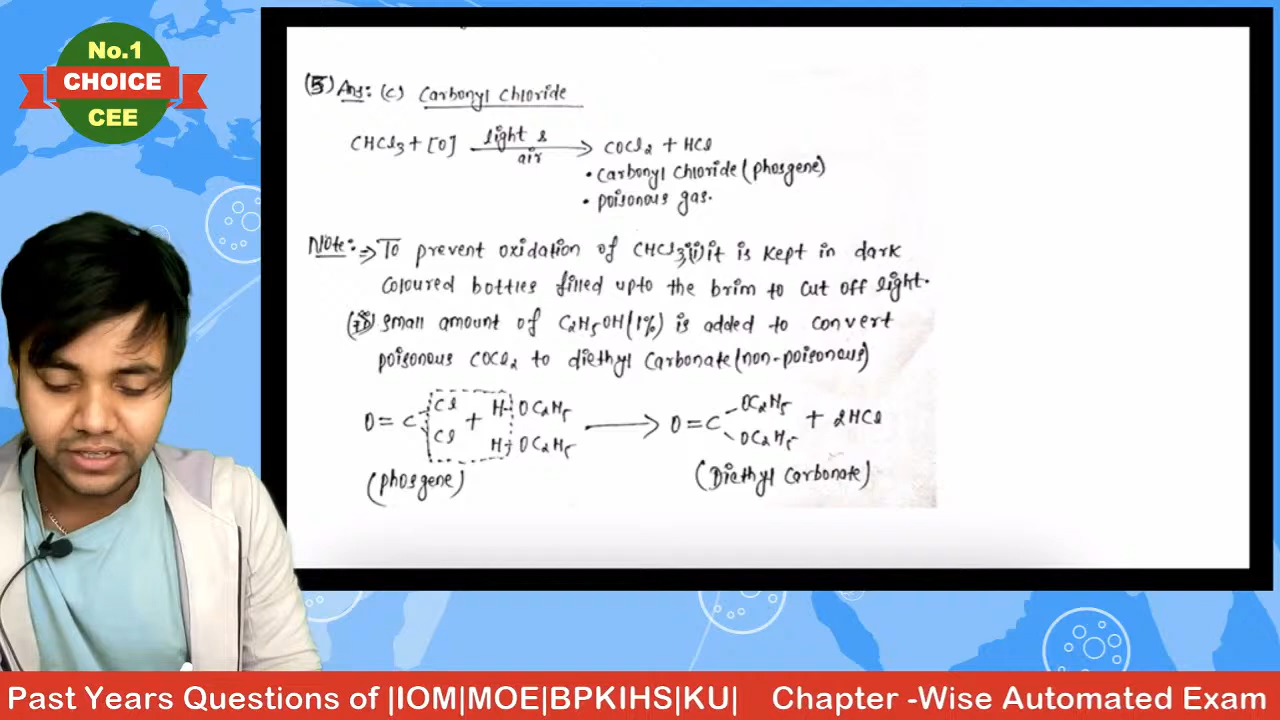 No.1
CHOICE
CEE
(5) Ans: (c) Carbonyl Chloride
CHCl3 + [O] light & air → COCl2 + HCl
• Carbonyl Chloride (phosgene)
• poisonous gas.
Note: ⇒ To prevent oxidation of CHCl3, (i) it is kept in dark
Coloured bottles filled upto the brim to cut off light.
(ii) small amount of C2H5OH (1%) is added to convert
poisonous COCl2 to diethyl Carbonate (non-poisonous)
O=C Cl Cl + H-OC2H5 H-OC2H5 → O=C OC2H5 OC2H5 + 2HCl
(phosgene) (Diethyl Carbonate)
Past Years Questions of |IOM|MOE|BPKIHS|KU| Chapter -Wise Automated Exam